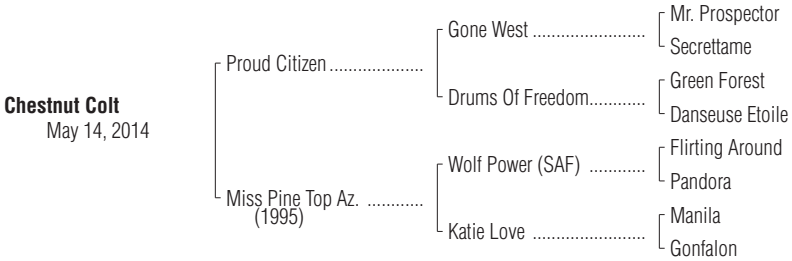 Mr. Prospector
Gone West ........................
Secrettame
Proud Citizen ....................
Green Forest
Drums Of Freedom............
Danseuse Etoile
Chestnut Colt
May 14, 2014
Flirting Around
Wolf Power (SAF) ............
Pandora
Miss Pine Top Az. ............
(1995)
Manila
Katie Love ........................
Gonfalon